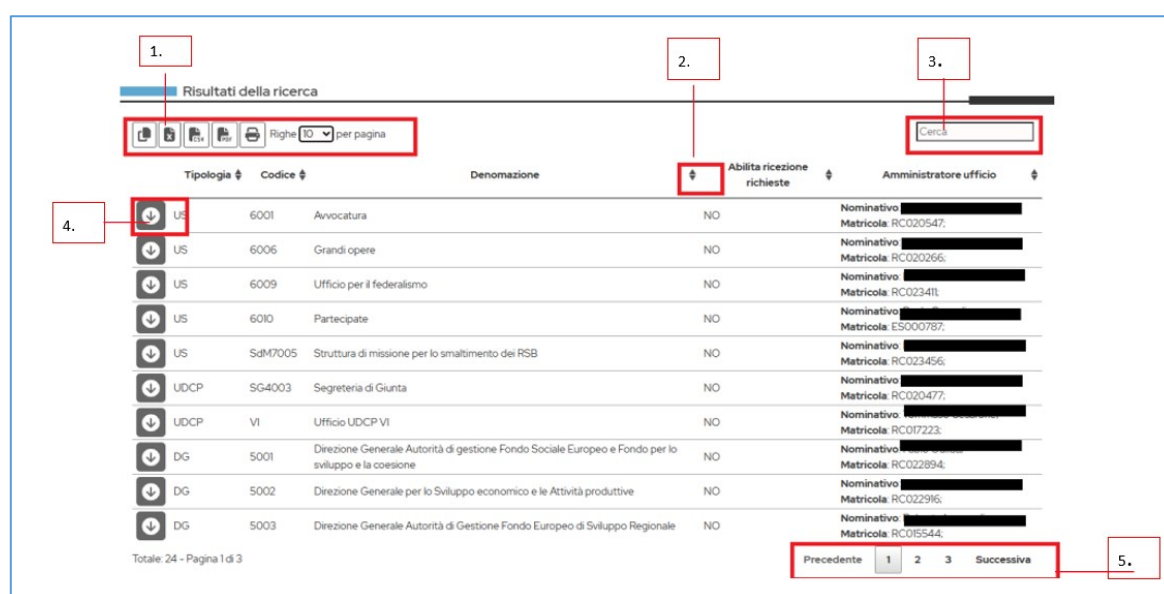 1.
2.
3.
Risultati della ricerca
CSV PDF Righe 10 per pagina
Cerca
Tipologia Codice Denomazione Abilita ricezione richieste Amministratore ufficio
4.
US 6001 Avvocatura NO Nominativo
Matricola: RC020547;
US 6006 Grandi opere NO Nominativo
Matricola: RC020266;
US 6009 Ufficio per il federalismo NO Nominativo:
Matricola: RC023411;
US 6010 Partecipate NO Nominativo:
Matricola: ES000787;
US SdM7005 Struttura di missione per lo smaltimento dei RSB NO Nominativo:
Matricola: RC023456;
UDCP SG4003 Segreteria di Giunta NO Nominativo
Matricola: RC020477;
UDCP VI Ufficio UDCP VI NO Nominativo:
Matricola: RC017223;
DG 5001 Direzione Generale Autorità di gestione Fondo Sociale Europeo e Fondo per lo NO Nominativo
sviluppo e la coesione Matricola: RC022894;
DG 5002 Direzione Generale per lo Sviluppo economico e le Attività produttive NO Nominativo
Matricola: RC022916;
DG 5003 Direzione Generale Autorità di Gestione Fondo Europeo di Sviluppo Regionale NO Nominativo:
Matricola: RC015544;
Totale: 24 - Pagina 1 di 3
Precedente 1 2 3 Successiva
5.